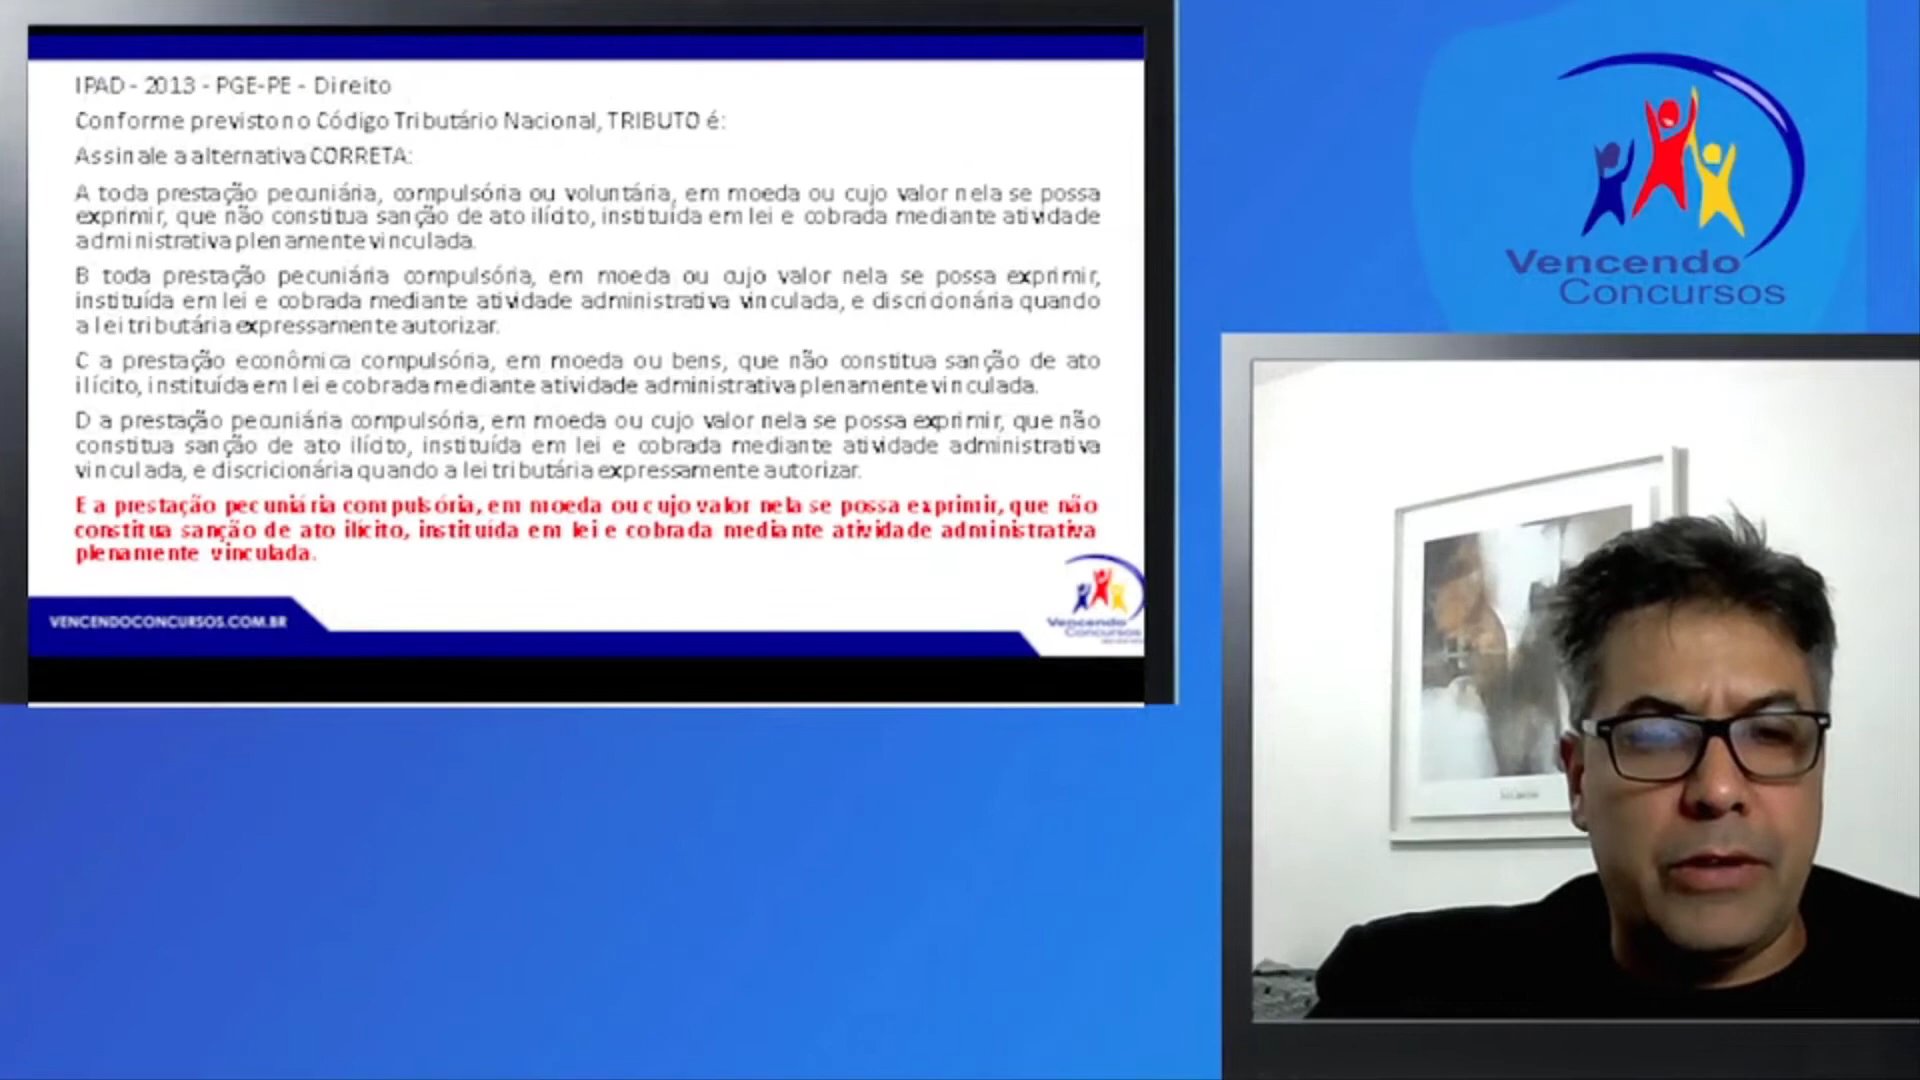 IPAD - 2013 - PGE-PE - Direito
Conforme previsto no Código Tributário Nacional, TRIBUTO é:
Assinale a alternativa CORRETA:
A toda prestação pecuniária, compulsória ou voluntária, em moeda ou cujo valor nela se possa
exprimir, que não constitua sanção de ato ilícito, instituída em lei e cobrada mediante atividade
administrativa plenamente vinculada.
B toda prestação pecuniária compulsória, em moeda ou cujo valor nela se possa exprimir,
instituída em lei e cobrada mediante atividade administrativa vinculada, e discricionária quando
a lei tributária expressamente autorizar.
C a prestação econômica compulsória, em moeda ou bens, que não constitua sanção de ato
ilícito, instituída em lei e cobrada mediante atividade administrativa plenamente vinculada.
D a prestação pecuniária compulsória, em moeda ou cujo valor nela se possa exprimir, que não
constitua sanção de ato ilícito, instituída em lei e cobrada mediante atividade administrativa
vinculada, e discricionária quando a lei tributária expressamente autorizar.
E a prestação pecuniária compulsória, em moeda ou cujo valor nela se possa exprimir, que não
constitua sanção de ato ilícito, instituída em lei e cobrada mediante atividade administrativa
plenamente vinculada.
VENCENDOCONCURSOS.COM.BR
Vencendo
Concursos
Vencendo
Concursos